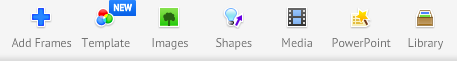 NEW
Add Frames Template Images Shapes Media PowerPoint Library